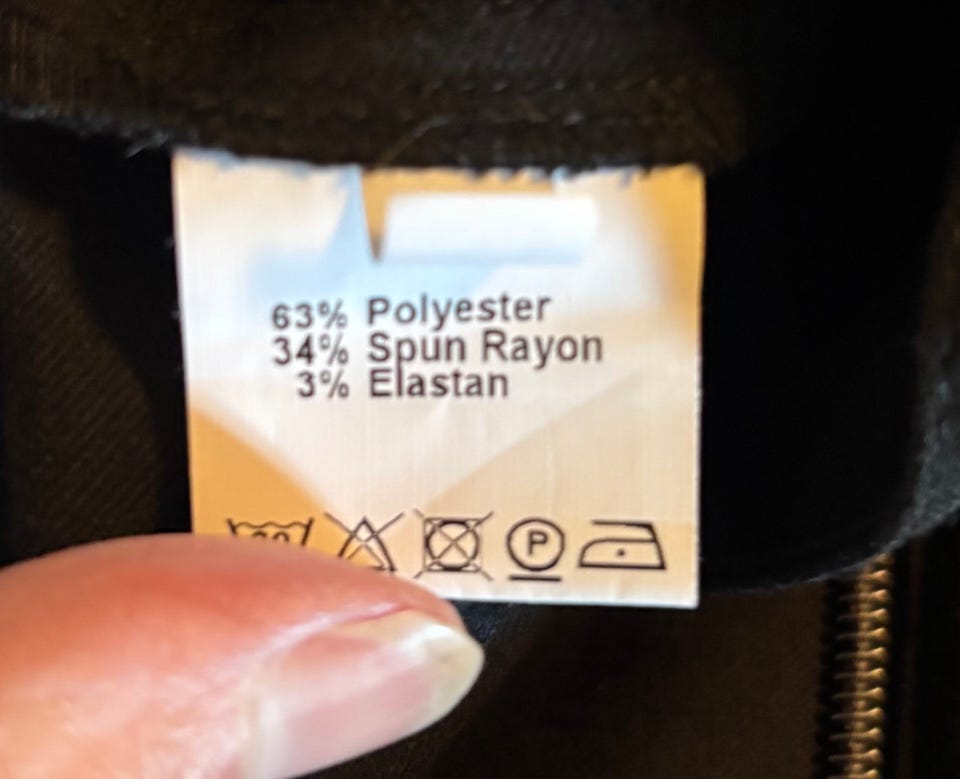 63% Polyester
34% Spun Rayon
3% Elastan
P